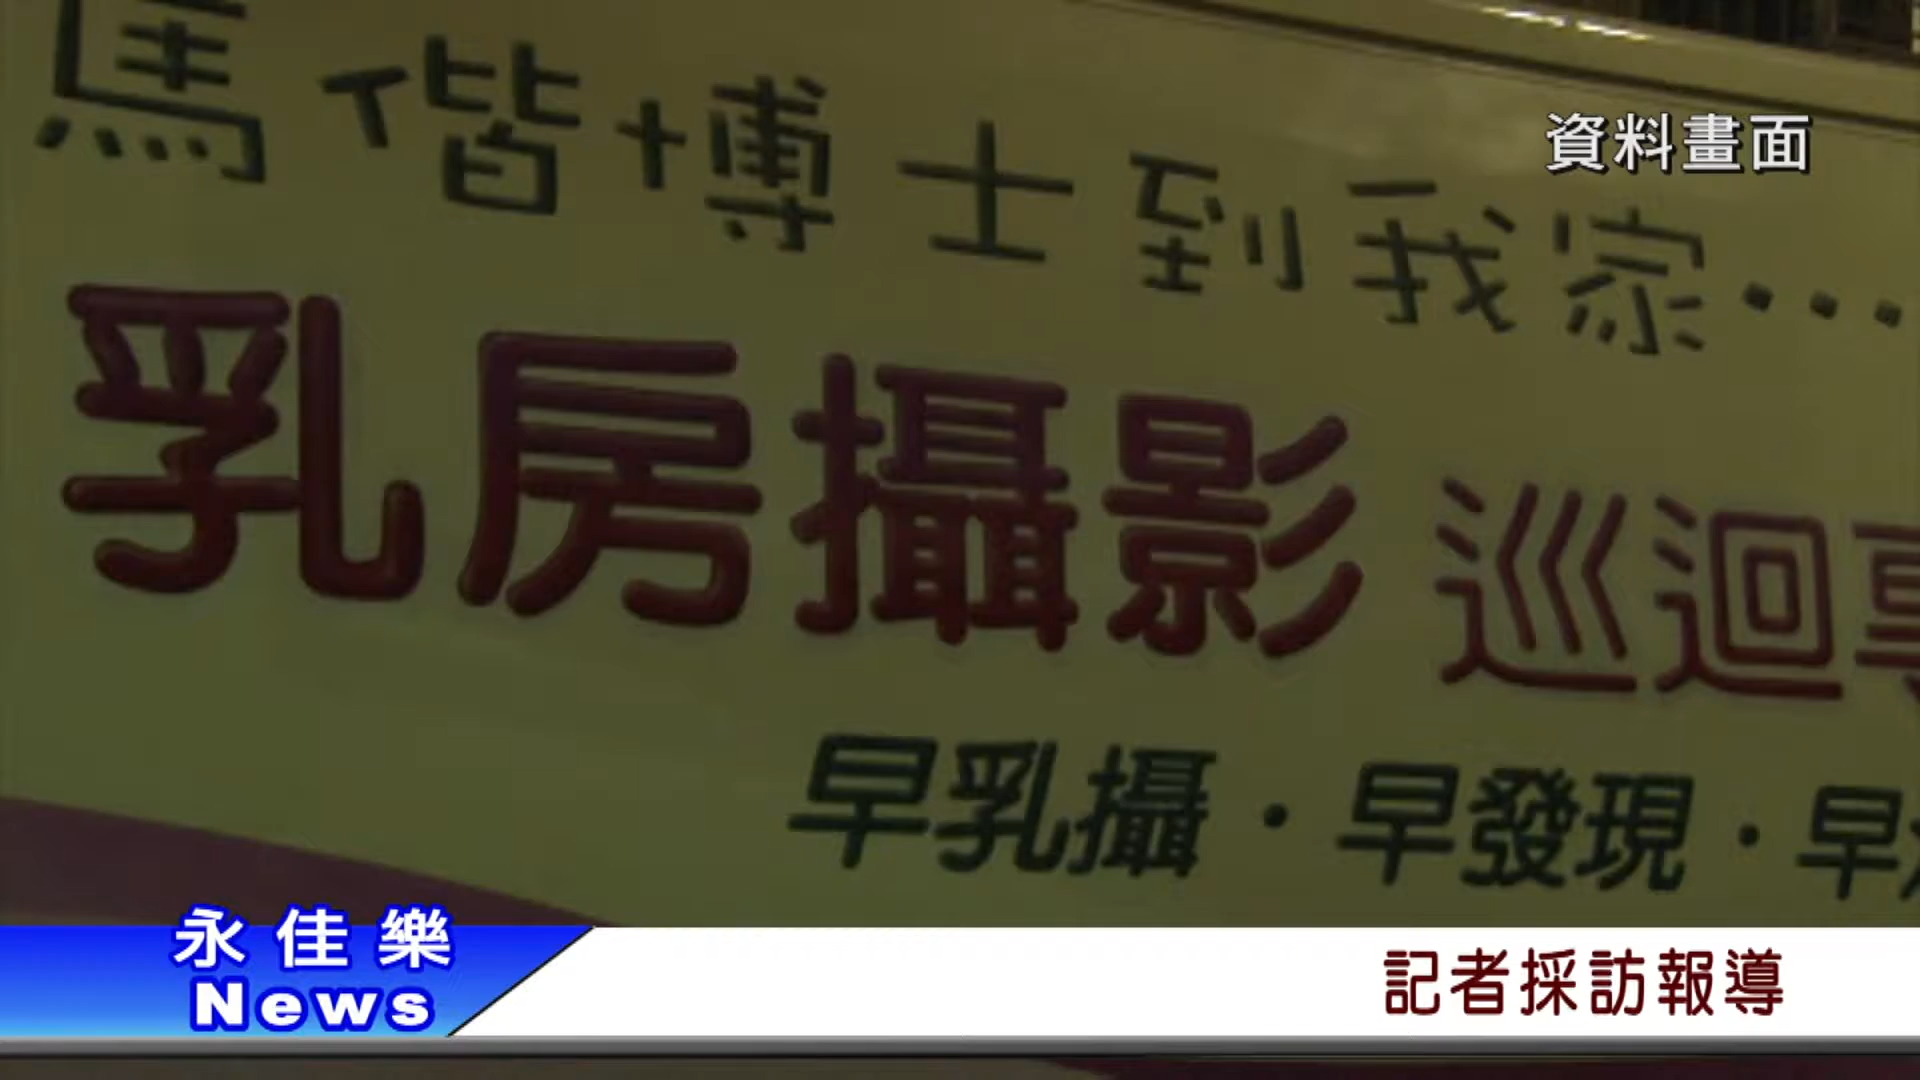 馬偕博士到我家…
資料畫面
乳房攝影 巡迴
早乳攝・早發現・早
永佳樂
News
記者採訪報導